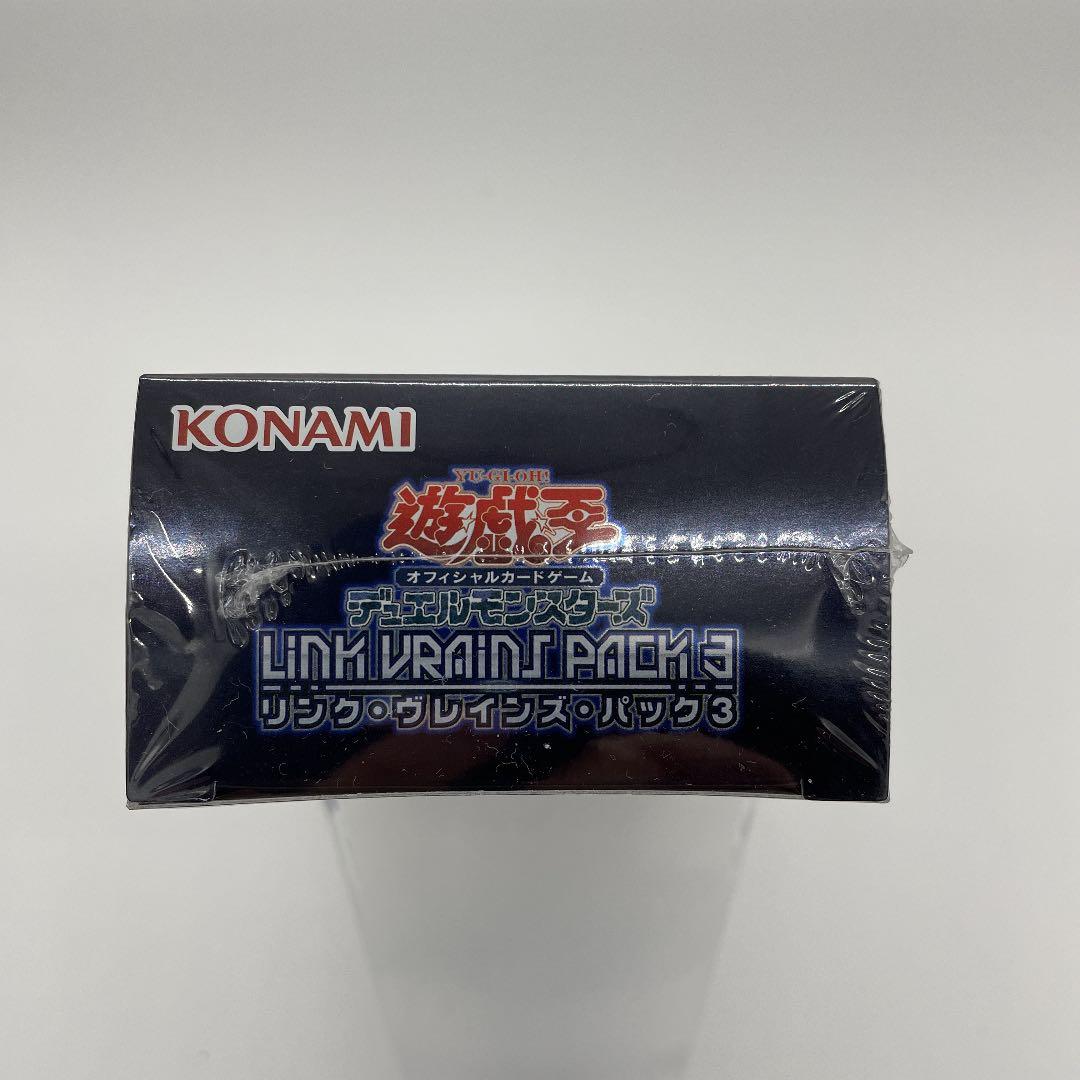 KONAMI
YU-GI-OH!
遊☆戯☆王
オフィシャルカードゲーム
デュエルモンスターズ
LiNK VRAiNS PACK 3
リンク・ヴレインズ・パック3